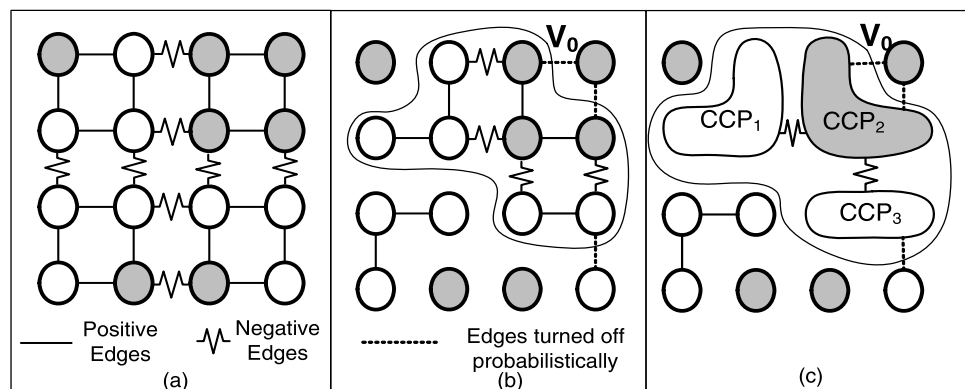 V₀
V₀
CCP₁
CCP₂
CCP₃
Positive Edges
Negative Edges
Edges turned off
probabilistically
(a)
(b)
(c)